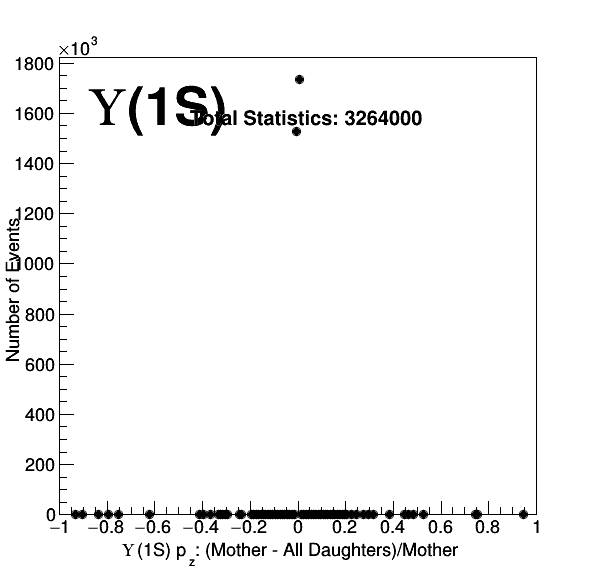 ×10³
1800
1600
1400
1200
1000
800
600
400
200
0
ϒ(1S)
Total Statistics: 3264000
Number of Events
−1 −0.8 −0.6 −0.4 −0.2 0 0.2 0.4 0.6 0.8 1
ϒ(1S) p_z: (Mother - All Daughters)/Mother